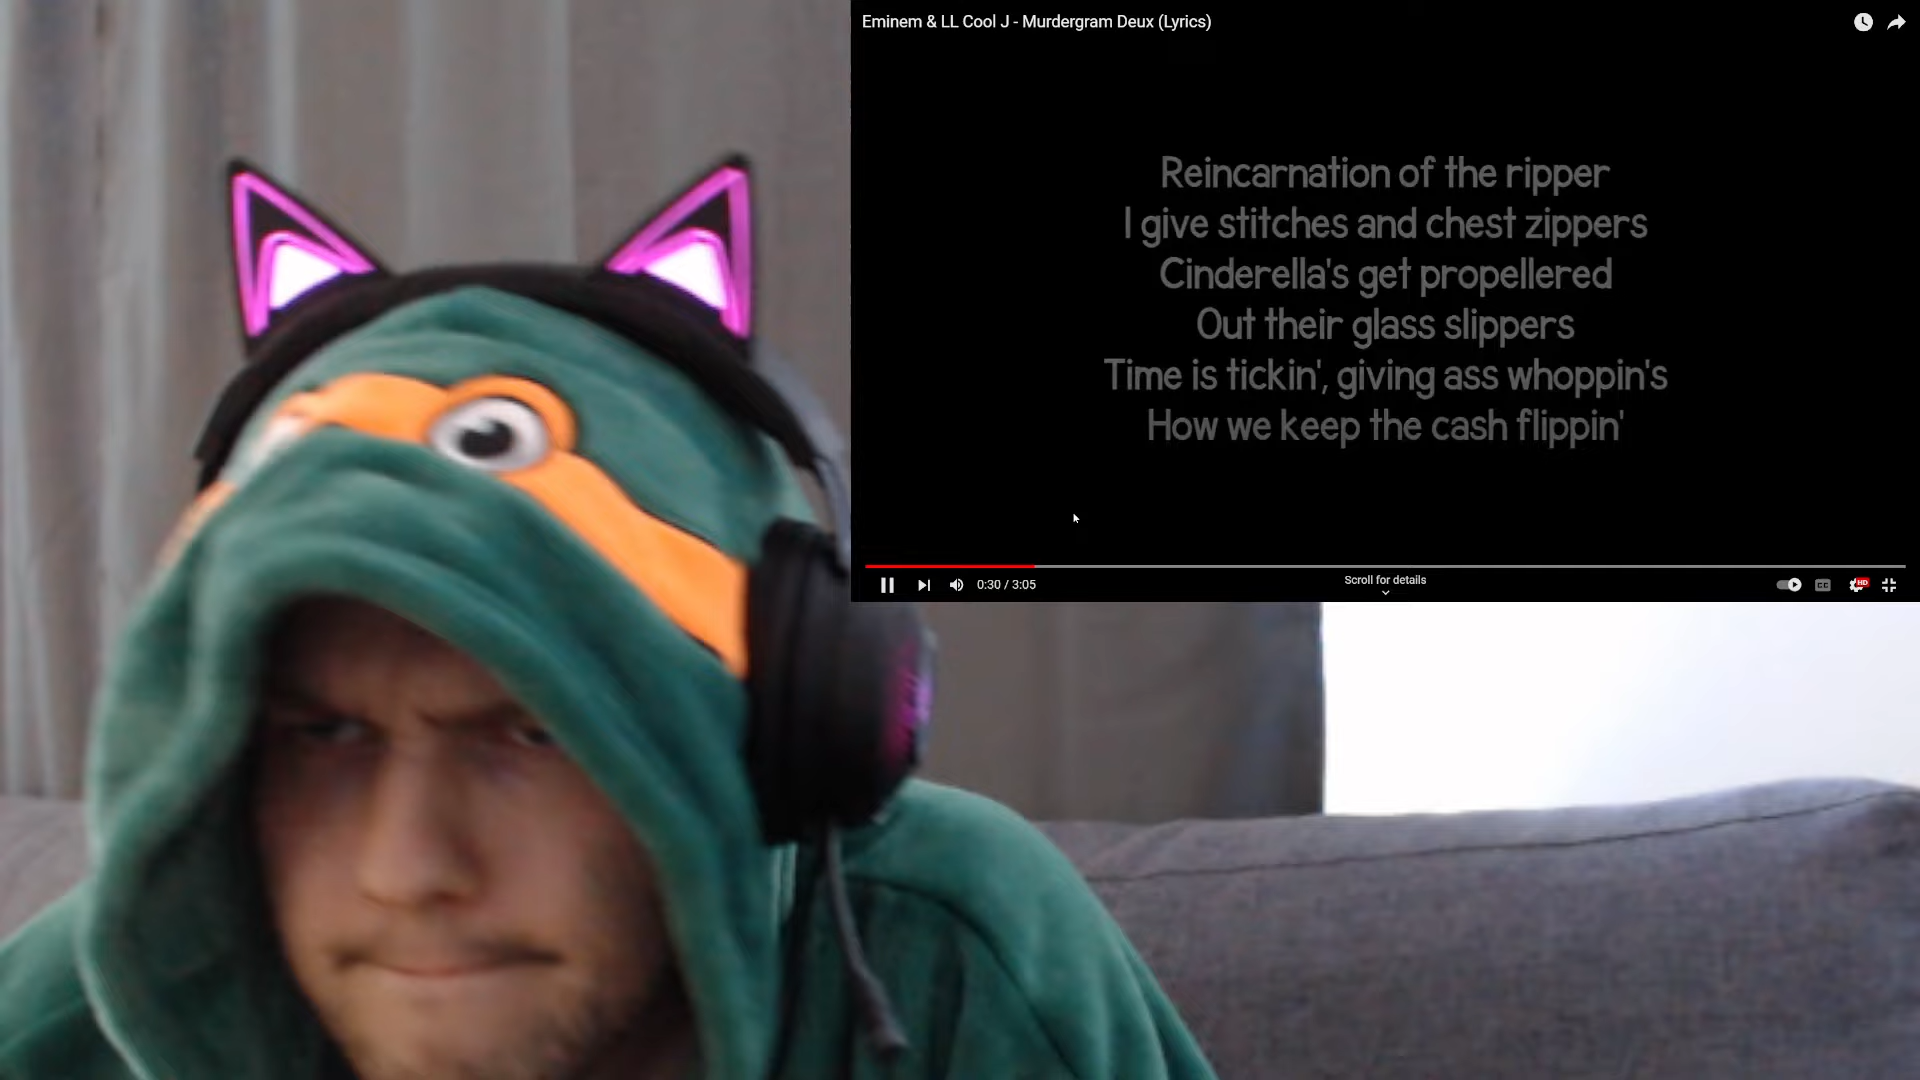 Eminem & LL Cool J - Murdergram Deux (Lyrics)
Reincarnation of the ripper
I give stitches and chest zippers
Cinderella's get propellered
Out their glass slippers
Time is tickin', giving ass whoppin's
How we keep the cash flippin'
0:30 / 3:05
Scroll for details
CC
HD